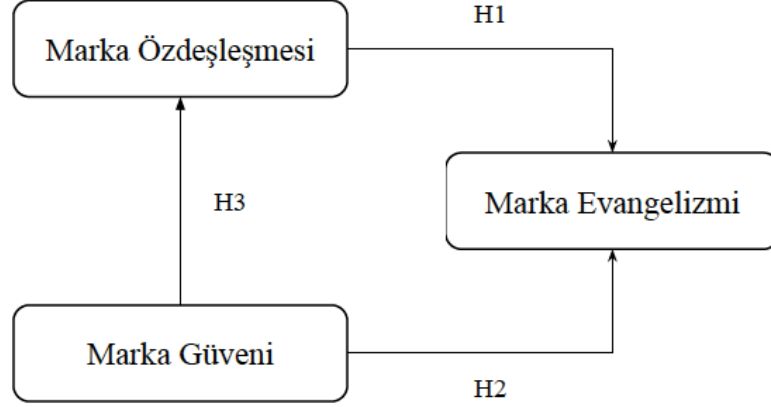 H1
Marka Özdeşleşmesi
Marka Evangelizmi
H3
Marka Güveni
H2